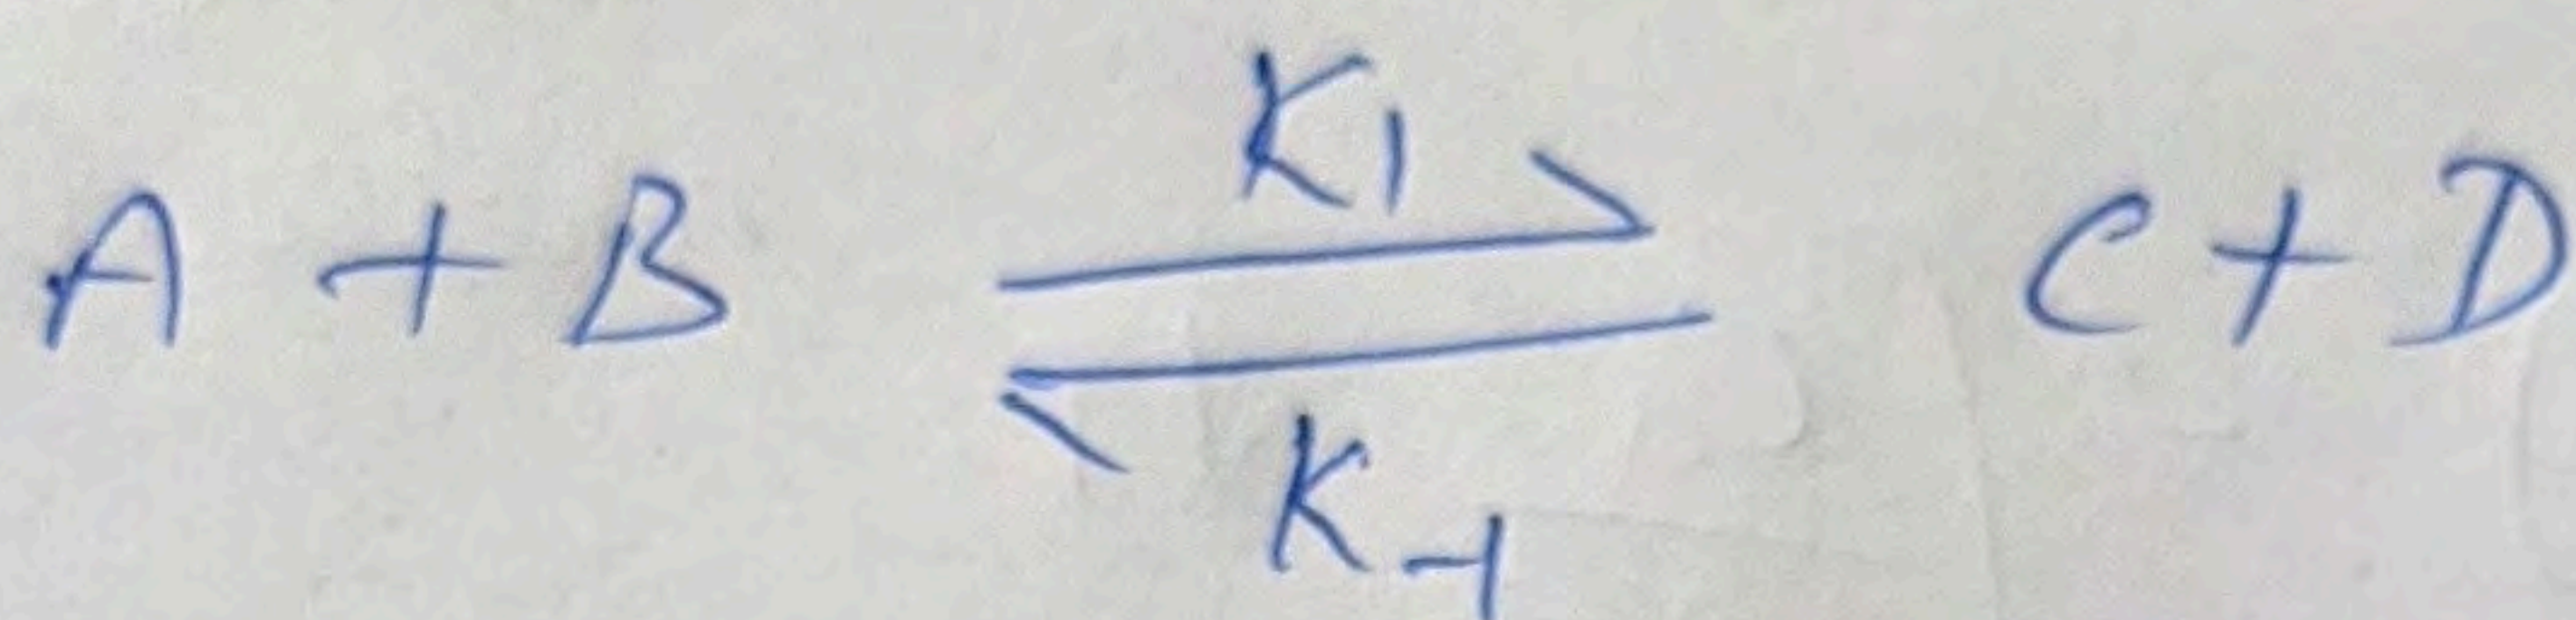 K1
A + B ⇌ C + D
K-1